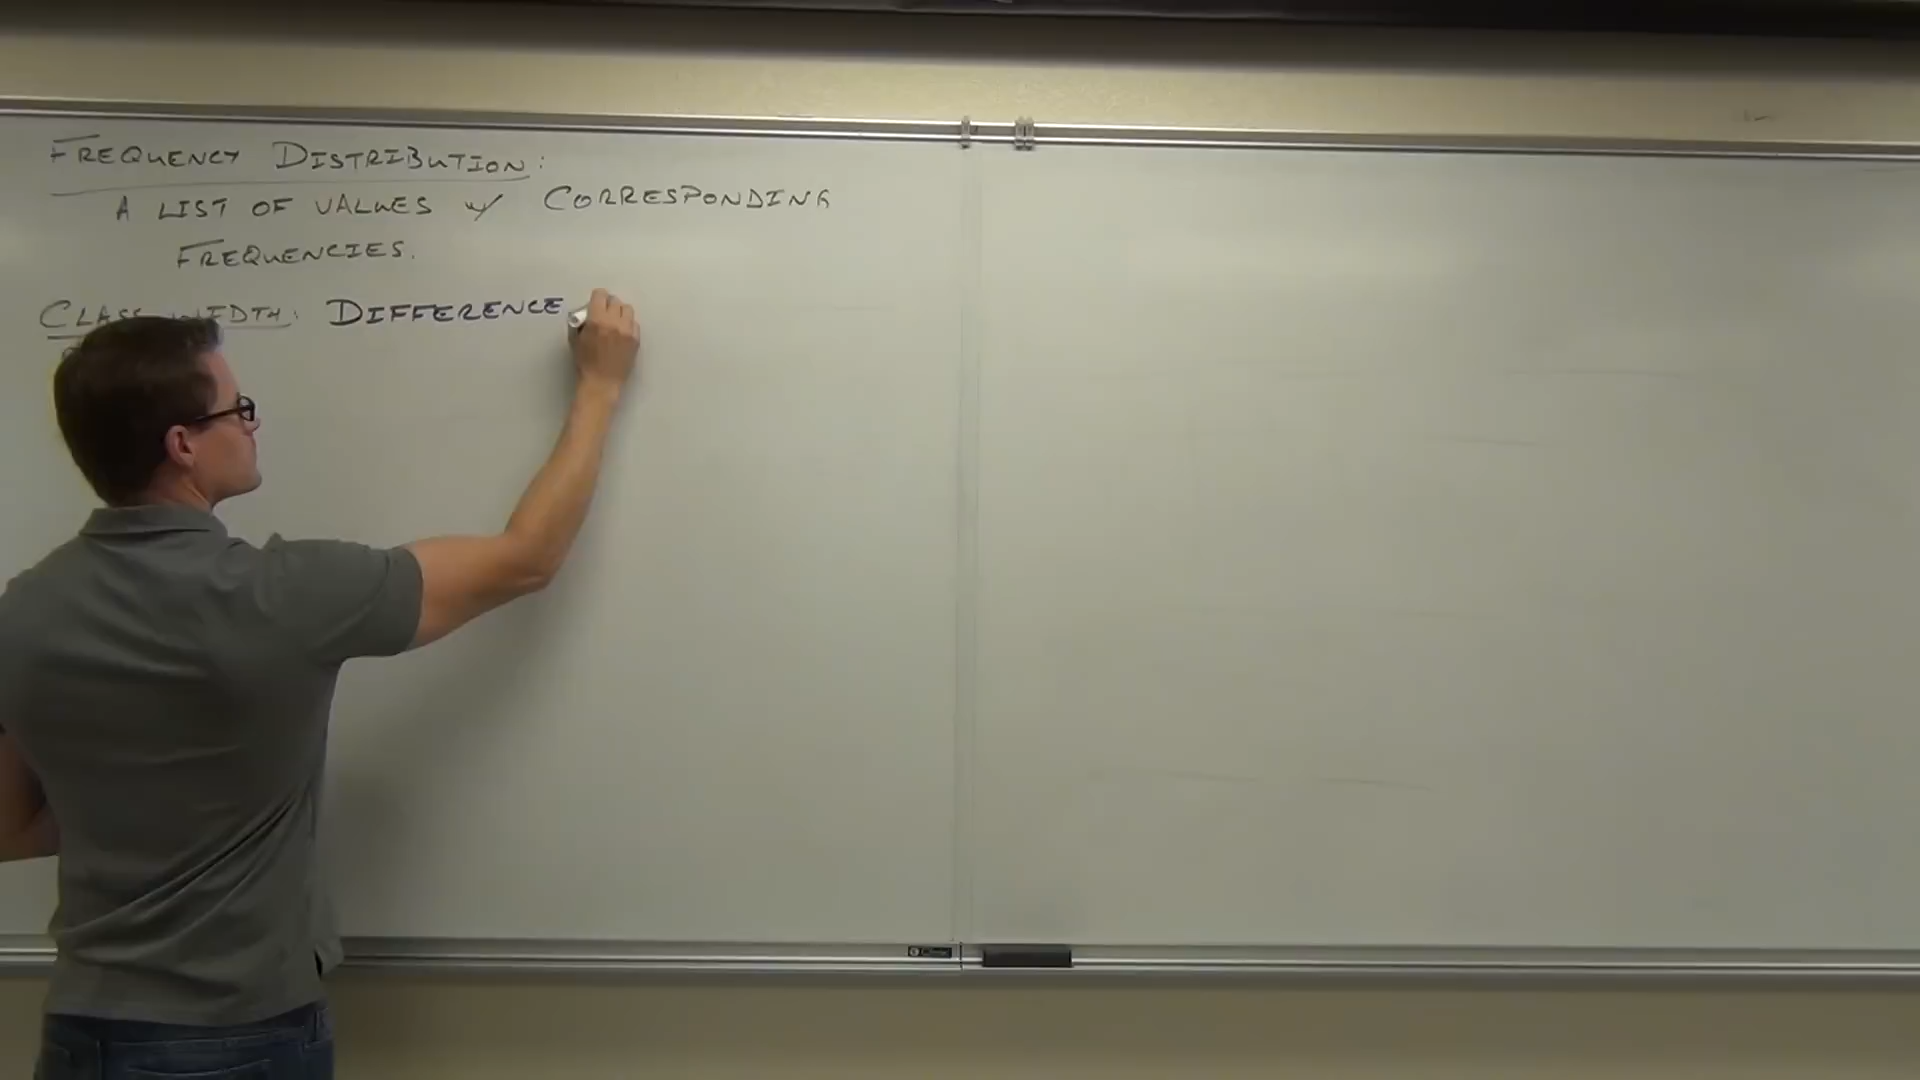 FREQUENCY DISTRIBUTION:
A LIST OF VALUES W/ CORRESPONDING
FREQUENCIES.
CLASS WIDTH: DIFFERENCE